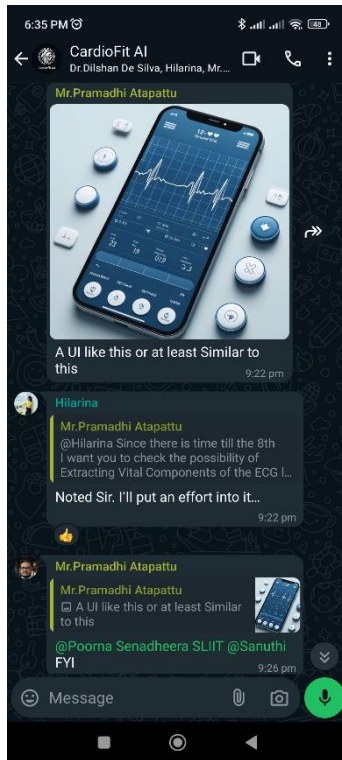 6:35 PM
48
CardioFit AI
Dr.Dilshan De Silva, Hilarina, Mr....
Mr.Pramadhi Atapattu
A UI like this or at least Similar to
this
9:22 pm
Hilarina
Mr.Pramadhi Atapattu
@Hilarina Since there is time till the 8th
I want you to check the possibility of
Extracting Vital Components of the ECG I...
Noted Sir. I'll put an effort into it...
9:22 pm
Mr.Pramadhi Atapattu
Mr.Pramadhi Atapattu
A UI like this or at least Similar
to this
@Poorna Senadheera SLIIT @Sanuthi
FYI
9:26 pm
Message